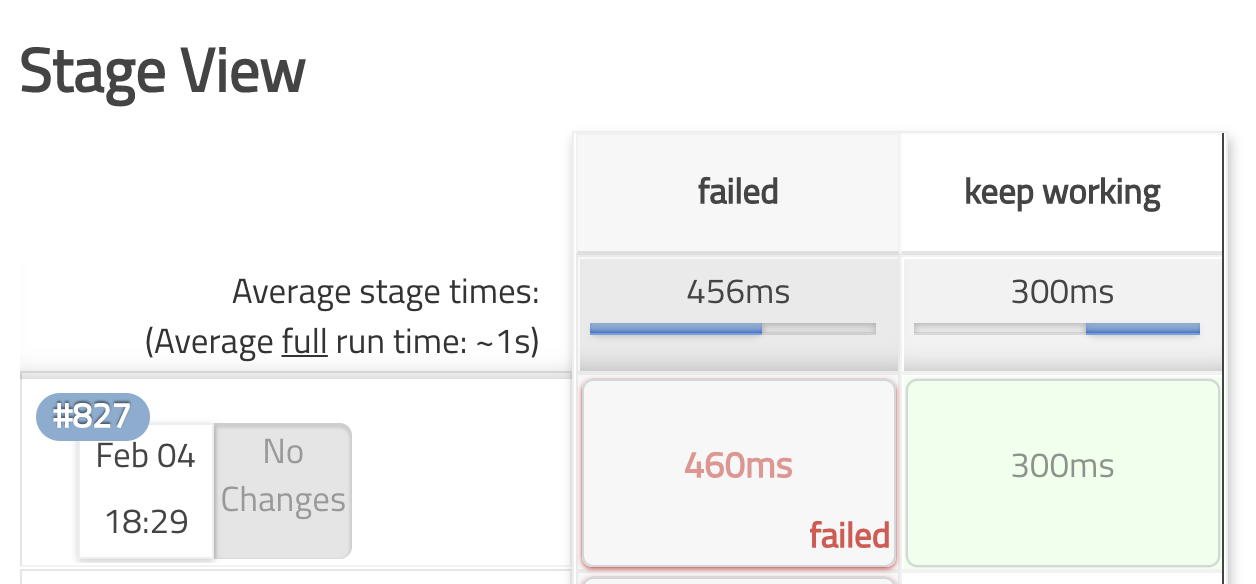 Stage View
failed
keep working
Average stage times:
(Average full run time: ~1s)
456ms
300ms
#827
Feb 04
18:29
No
Changes
460ms
failed
300ms